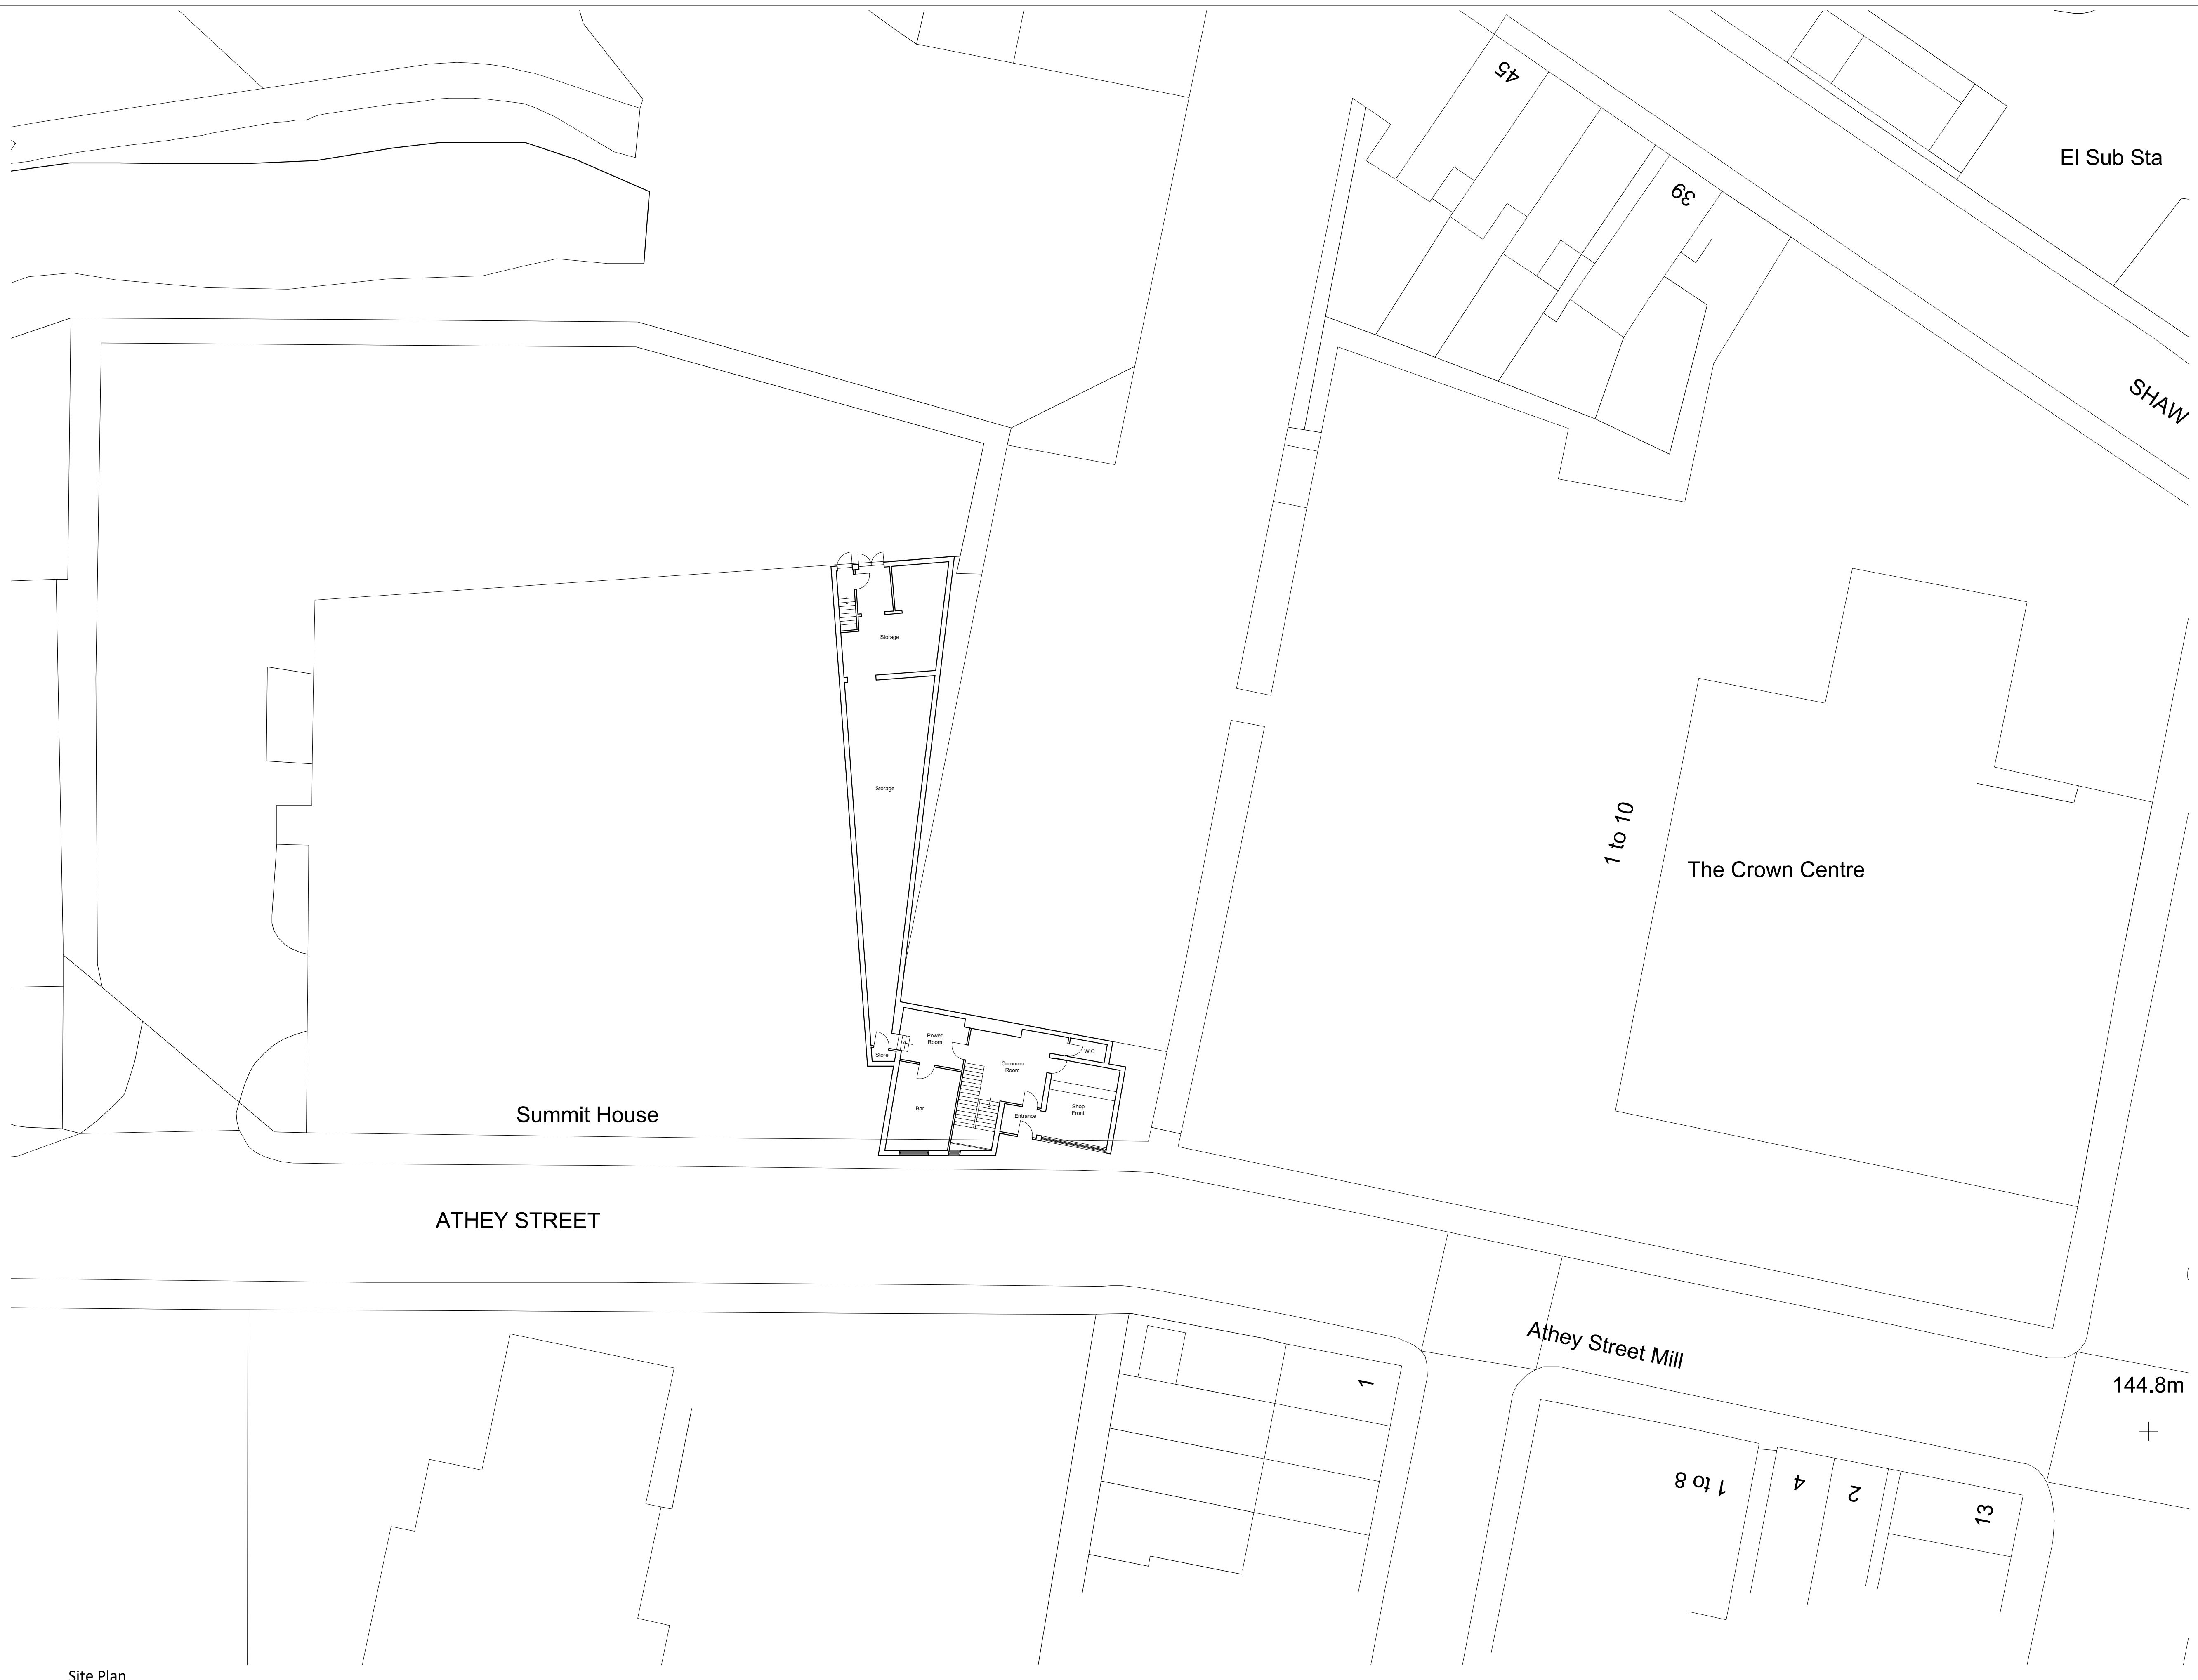 45
El Sub Sta
39
SHAW
Storage
Storage
1 to 10
The Crown Centre
Power
Room
Store
W.C
Common
Room
Bar
Shop
Front
Entrance
Summit House
ATHEY STREET
Athey Street Mill
1
144.8m
1 to 8
4
2
13
Site Plan